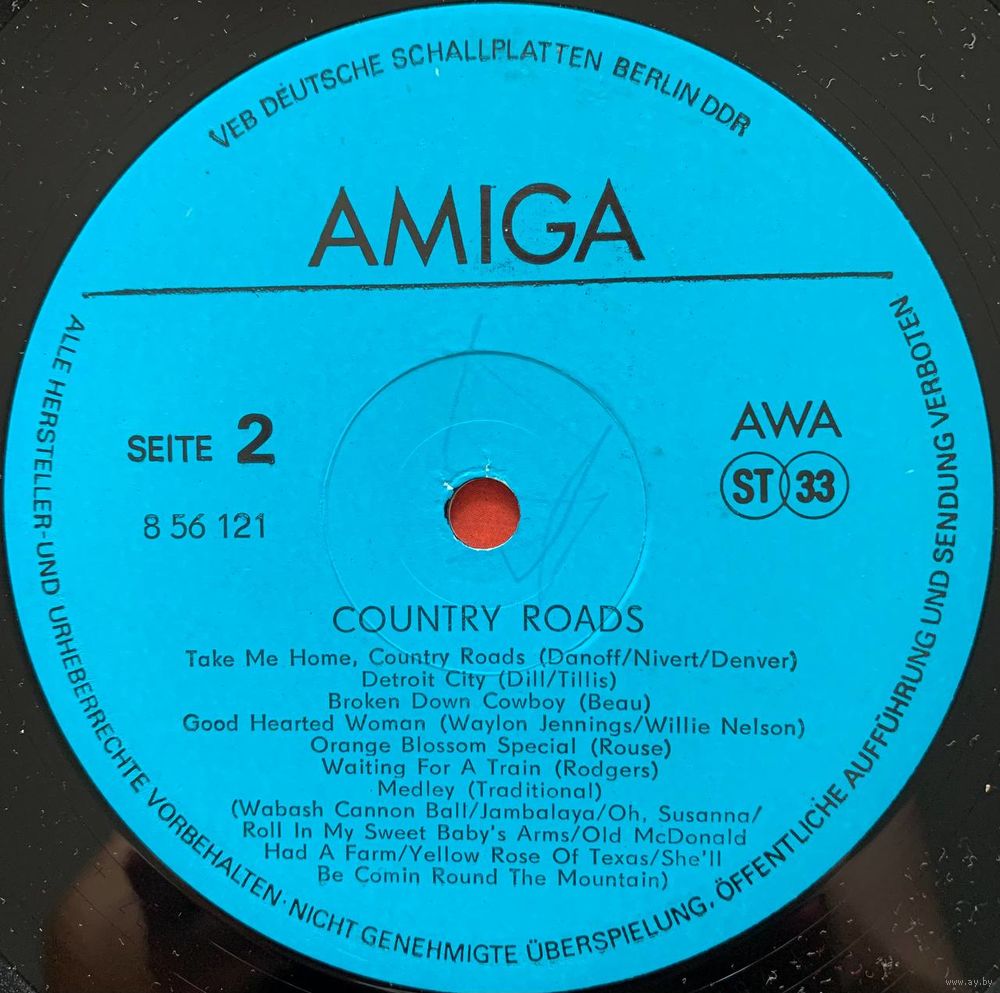 VEB DEUTSCHE SCHALLPLATTEN BERLIN DDR
AMIGA
SEITE 2
8 56 121
AWA
ST 33
COUNTRY ROADS
Take Me Home, Country Roads (Danoff/Nivert/Denver)
Detroit City (Dill/Tillis)
Broken Down Cowboy (Beau)
Good Hearted Woman (Waylon Jennings/Willie Nelson)
Orange Blossom Special (Rouse)
Waiting For A Train (Rodgers)
Medley (Traditional)
(Wabash Cannon Ball/Jambalaya/Oh, Susanna/
Roll In My Sweet Baby's Arms/Old McDonald
Had A Farm/Yellow Rose Of Texas/She'll
Be Comin Round The Mountain)
ALLE HERSTELLER-UND URHEBERRECHTE VORBEHALTEN·NICHT GENEHMIGTE ÜBERSPIELUNG, ÖFFENTLICHE AUFFÜHRUNG UND SENDUNG VERBOTEN
www.ay.by